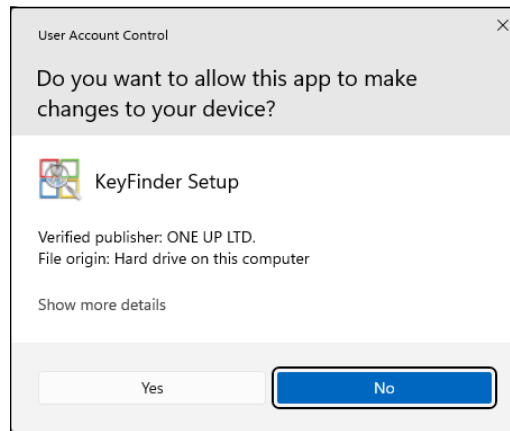 User Account Control
Do you want to allow this app to make
changes to your device?
KeyFinder Setup
Verified publisher: ONE UP LTD.
File origin: Hard drive on this computer
Show more details
Yes
No